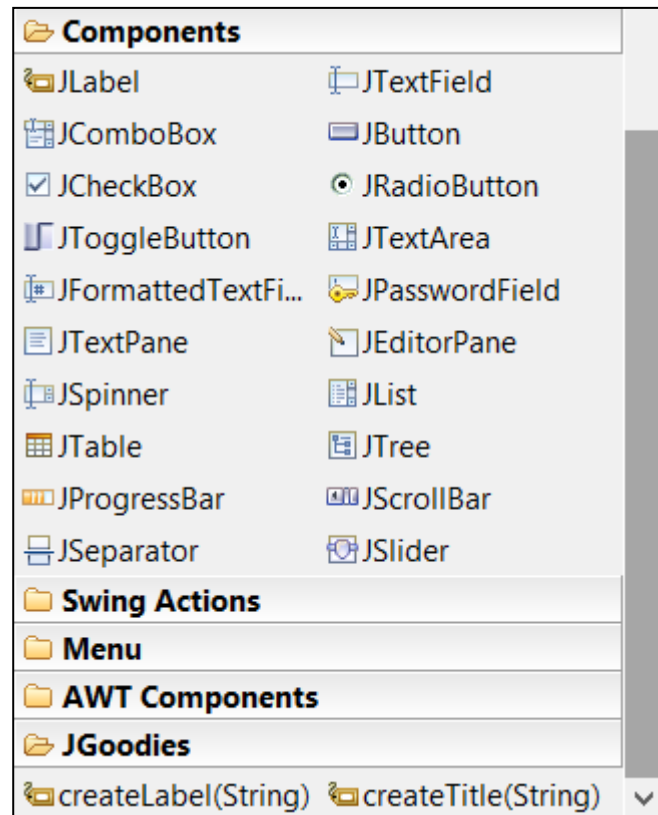 Components
JLabel JTextField
JComboBox JButton
JCheckBox JRadioButton
JToggleButton JTextArea
JFormattedTextFi... JPasswordField
JTextPane JEditorPane
JSpinner JList
JTable JTree
JProgressBar JScrollBar
JSeparator JSlider
Swing Actions
Menu
AWT Components
JGoodies
createLabel(String) createTitle(String)